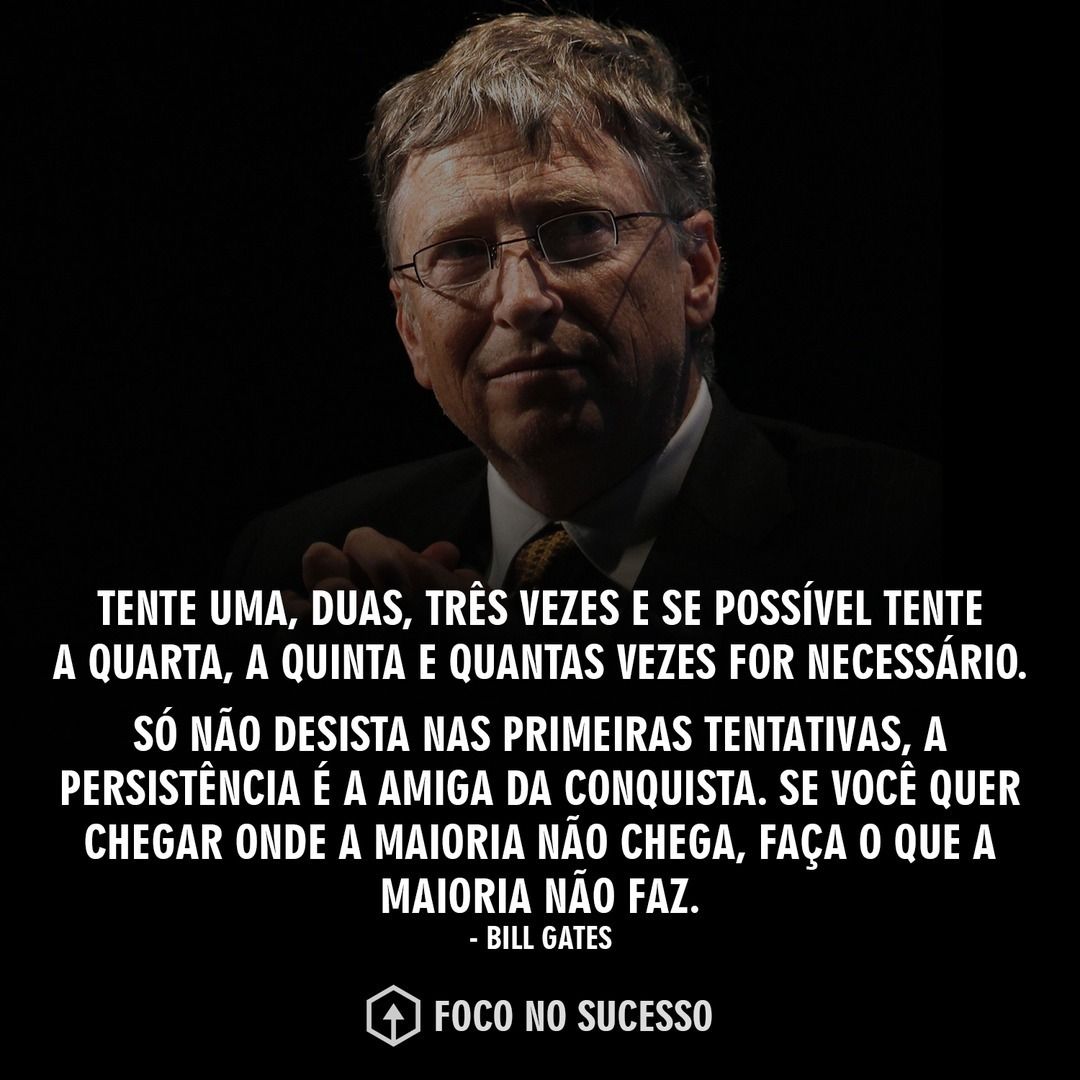 TENTE UMA, DUAS, TRÊS VEZES E SE POSSÍVEL TENTE
A QUARTA, A QUINTA E QUANTAS VEZES FOR NECESSÁRIO.
SÓ NÃO DESISTA NAS PRIMEIRAS TENTATIVAS, A
PERSISTÊNCIA É A AMIGA DA CONQUISTA. SE VOCÊ QUER
CHEGAR ONDE A MAIORIA NÃO CHEGA, FAÇA O QUE A
MAIORIA NÃO FAZ.
- BILL GATES
FOCO NO SUCESSO